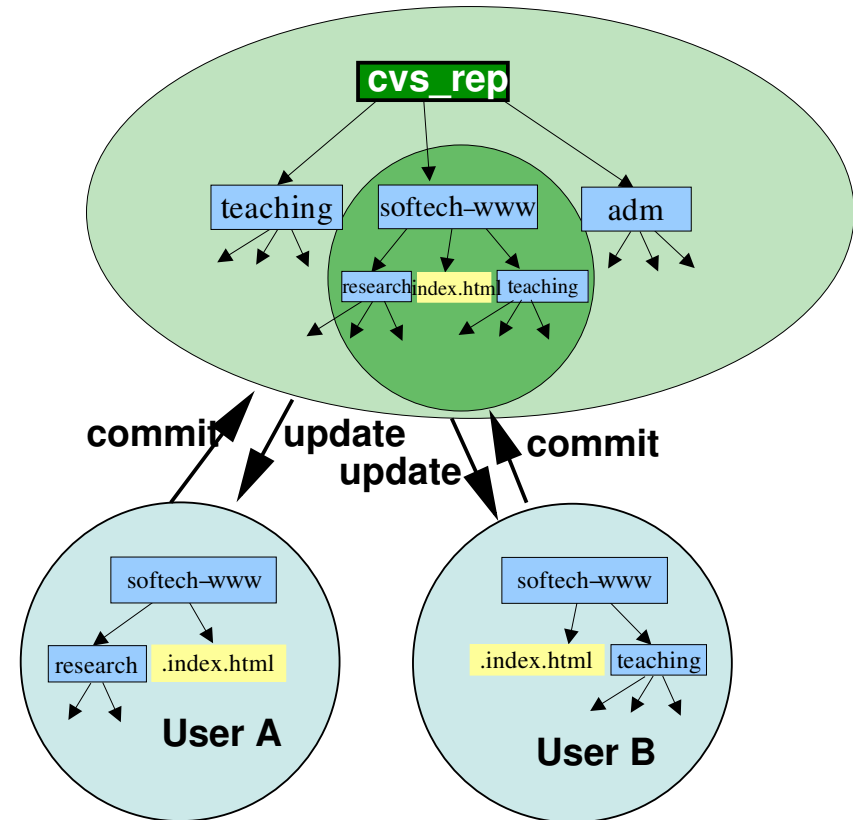 cvs_rep
teaching
softech–www
adm
research
index.html
teaching
commit
update
update
commit
softech–www
research
.index.html
User A
softech–www
.index.html
teaching
User B